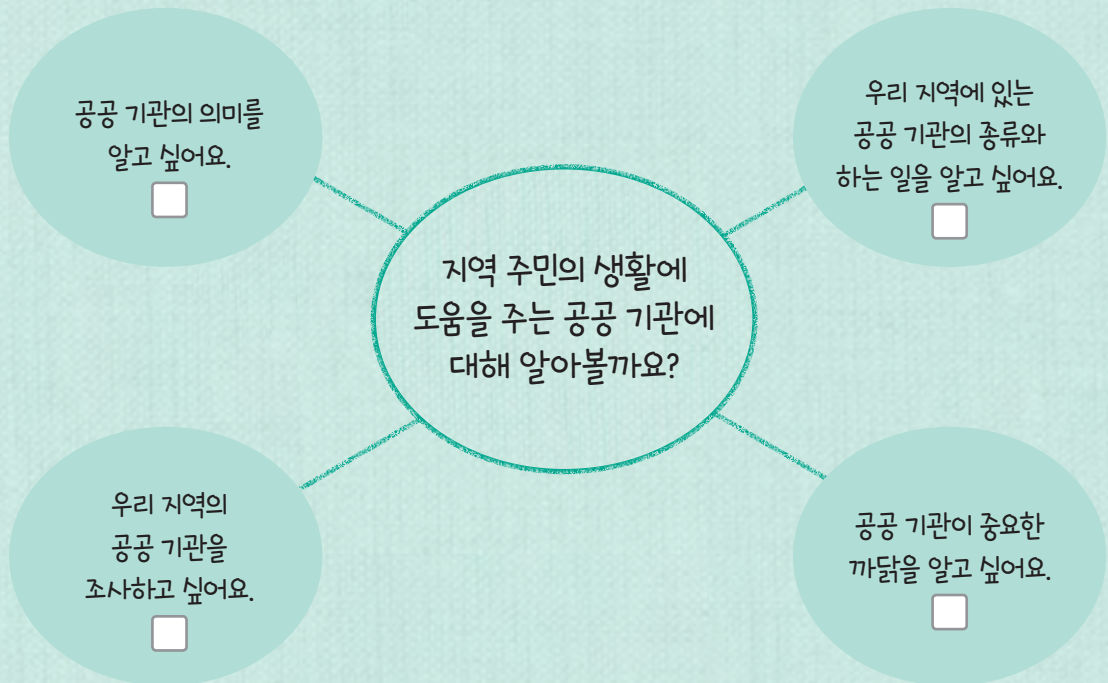 공공 기관의 의미를
알고 싶어요.
우리 지역에 있는
공공 기관의 종류와
하는 일을 알고 싶어요.
지역 주민의 생활에
도움을 주는 공공 기관에
대해 알아볼까요?
우리 지역의
공공 기관을
조사하고 싶어요.
공공 기관이 중요한
까닭을 알고 싶어요.